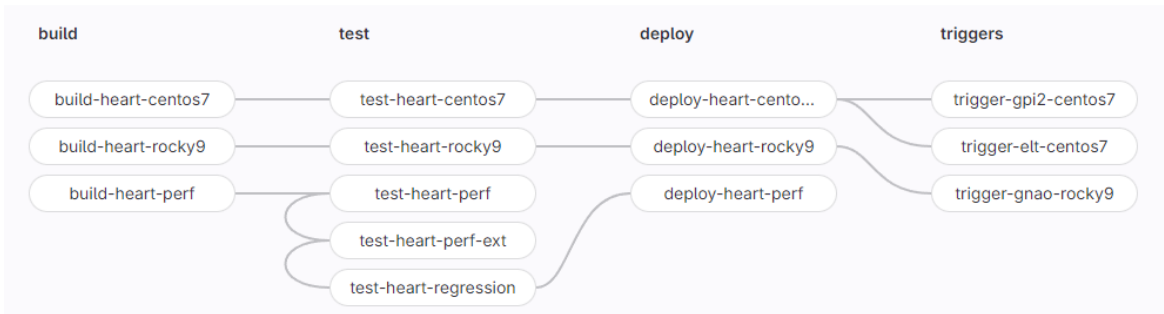 build
test
deploy
triggers
build-heart-centos7
test-heart-centos7
deploy-heart-cento...
trigger-gpi2-centos7
build-heart-rocky9
test-heart-rocky9
deploy-heart-rocky9
trigger-elt-centos7
build-heart-perf
test-heart-perf
deploy-heart-perf
trigger-gnao-rocky9
test-heart-perf-ext
test-heart-regression